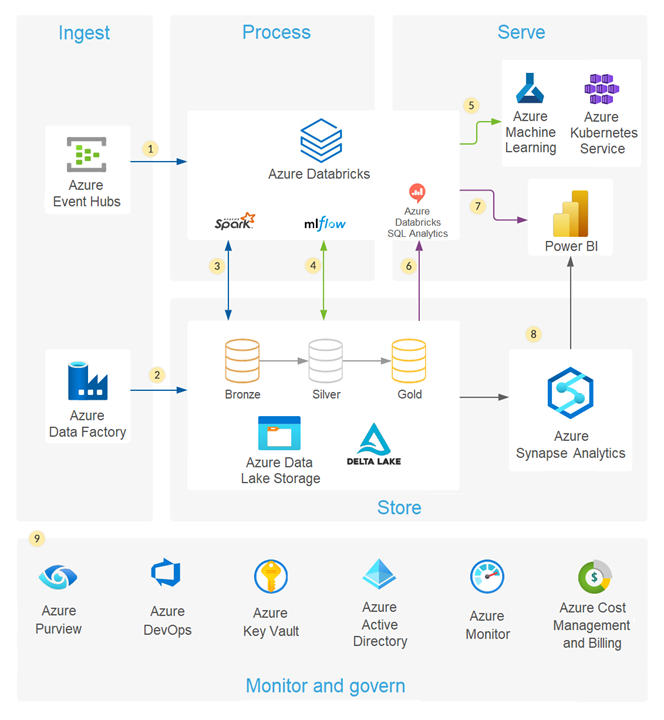 Ingest
Process
Serve
1
Azure
Event Hubs
Azure Databricks
APACHE
Spark
mlflow
Azure
Databricks
SQL Analytics
5
Azure
Machine
Learning
Azure
Kubernetes
Service
7
Power BI
3
4
6
8
2
Azure
Data Factory
Bronze
Silver
Gold
Azure Data
Lake Storage
DELTA LAKE
Azure
Synapse Analytics
Store
9
Azure
Purview
Azure
DevOps
Azure
Key Vault
Azure
Active
Directory
Azure
Monitor
$
Azure Cost
Management
and Billing
Monitor and govern